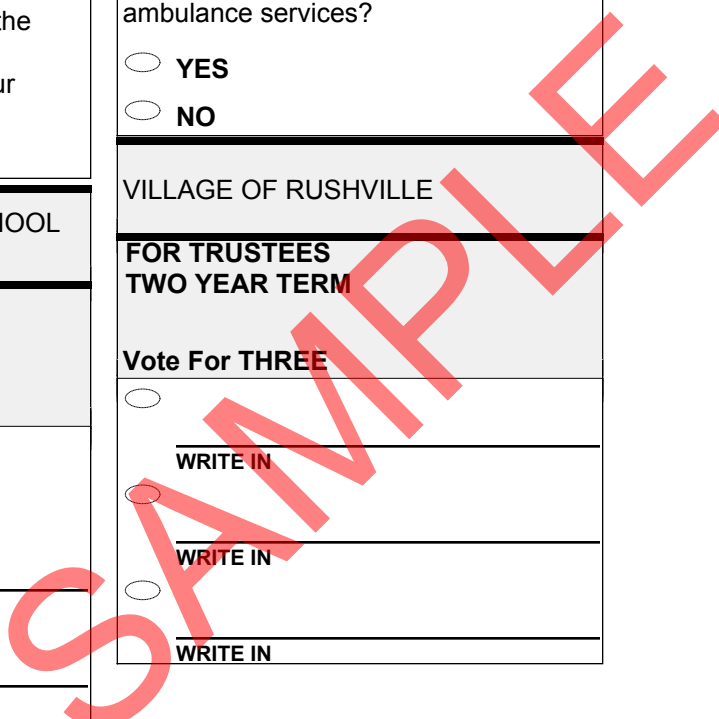 the
ur
HOOL
ambulance services?
YES
NO
VILLAGE OF RUSHVILLE
FOR TRUSTEES
TWO YEAR TERM
Vote For THREE
WRITE IN
WRITE IN
WRITE IN
SAMPLE